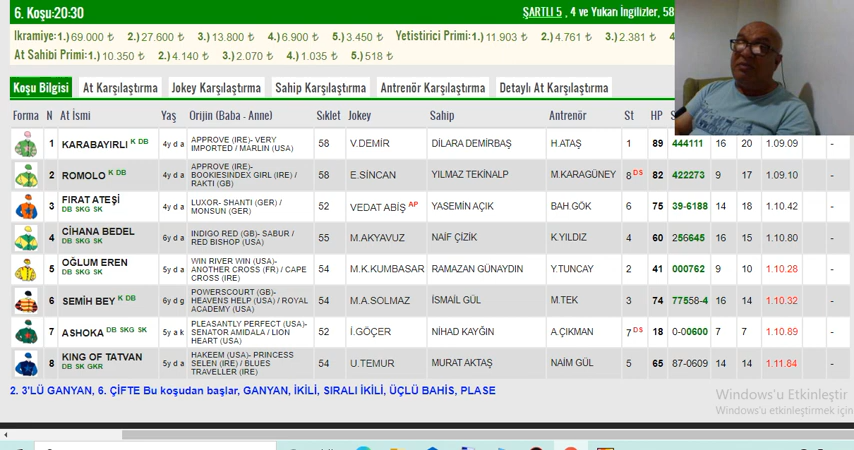 6. Koşu:20:30 ŞARTLI 5 , 4 ve Yukarı İngilizler, 58
Ikramiye:1.) 69.000 ₺ 2.) 27.600 ₺ 3.) 13.800 ₺ 4.) 6.900 ₺ 5.) 3.450 ₺ Yetistirici Primi:1.) 11.903 ₺ 2.) 4.761 ₺ 3.) 2.381 ₺ 4
At Sahibi Primi:1.) 10.350 ₺ 2.) 4.140 ₺ 3.) 2.070 ₺ 4.) 1.035 ₺ 5.) 518 ₺
Koşu Bilgisi At Karşılaştırma Jokey Karşılaştırma Sahip Karşılaştırma Antrenör Karşılaştırma Detaylı At Karşılaştırma
Forma N At İsmi Yaş Orijin (Baba - Anne) Sıklet Jokey Sahip Antrenör St HP S
1 KARABAYIRLI K DB 4y d a APPROVE (IRE)- VERY IMPORTED / MARLIN (USA) 58 V.DEMİR DİLARA DEMİRBAŞ H.ATAŞ 1 89 444111 16 20 1.09.09 -
2 ROMOLO K DB 4y d a APPROVE (IRE)- BOOKIESINDEX GIRL (IRE) / RAKTI (GB) 58 E.SİNCAN YILMAZ TEKİNALP M.KARAGÜNEY 8 DS 82 422273 9 17 1.09.10 -
3 FIRAT ATEŞİ DB SKG SK 4y d a LUXOR- SHANTI (GER) / MONSUN (GER) 52 VEDAT ABİŞ AP YASEMİN AÇIK BAH.GÖK 6 75 39-6188 14 18 1.10.42 -
4 CİHANA BEDEL DB SKG SK 6y d a INDIGO RED (GB)- SABUR / RED BISHOP (USA) 55 M.AKYAVUZ NAİF ÇİZİK K.YILDIZ 4 60 256645 16 15 1.10.80 -
5 OĞLUM EREN DB SKG SK 5y d a WIN RIVER WIN (USA)- ANOTHER CROSS (FR) / CAPE CROSS (IRE) 54 M.K.KUMBASAR RAMAZAN GÜNAYDIN Y.TUNCAY 2 41 000762 9 10 1.10.28 -
6 SEMİH BEY K DB 6y d g POWERSCOURT (GB)- HEAVENS HELP (USA) / ROYAL ACADEMY (USA) 54 M.A.SOLMAZ İSMAİL GÜL M.TEK 3 74 77558-4 16 14 1.10.32 -
7 ASHOKA DB SKG SK 5y a k PLEASANTLY PERFECT (USA)- SENATOR AMIDALA / LION HEART (USA) 52 İ.GÖÇER NİHAD KAYĞIN A.ÇIKMAN 7 DS 18 0-00600 7 7 1.10.89 -
8 KING OF TATVAN DB SK GKR 5y d a HAKEEM (USA)- PRINCESS SELEN (IRE) / BLUES TRAVELLER (IRE) 54 U.TEMUR MURAT AKTAŞ NAİM GÜL 5 65 87-0609 14 14 1.11.84 -
2. 3'LÜ GANYAN, 6. ÇİFTE Bu koşudan başlar, GANYAN, İKİLİ, SIRALI İKİLİ, ÜÇLÜ BAHİS, PLASE
Windows'u Etkinleştir
Windows'u etkinleştirmek için